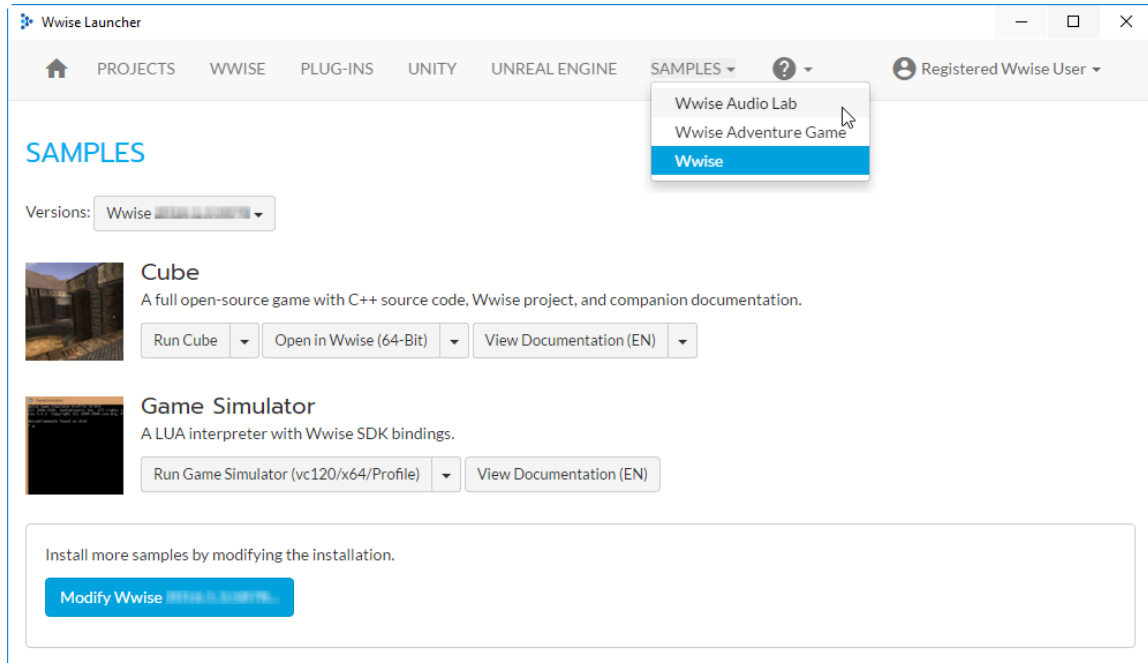 Wwise Launcher
PROJECTS WWISE PLUG-INS UNITY UNREAL ENGINE SAMPLES Registered Wwise User
Wwise Audio Lab
Wwise Adventure Game
Wwise
SAMPLES
Versions: Wwise
Cube
A full open-source game with C++ source code, Wwise project, and companion documentation.
Run Cube Open in Wwise (64-Bit) View Documentation (EN)
Game Simulator
A LUA interpreter with Wwise SDK bindings.
Run Game Simulator (vc120/x64/Profile) View Documentation (EN)
Install more samples by modifying the installation.
Modify Wwise